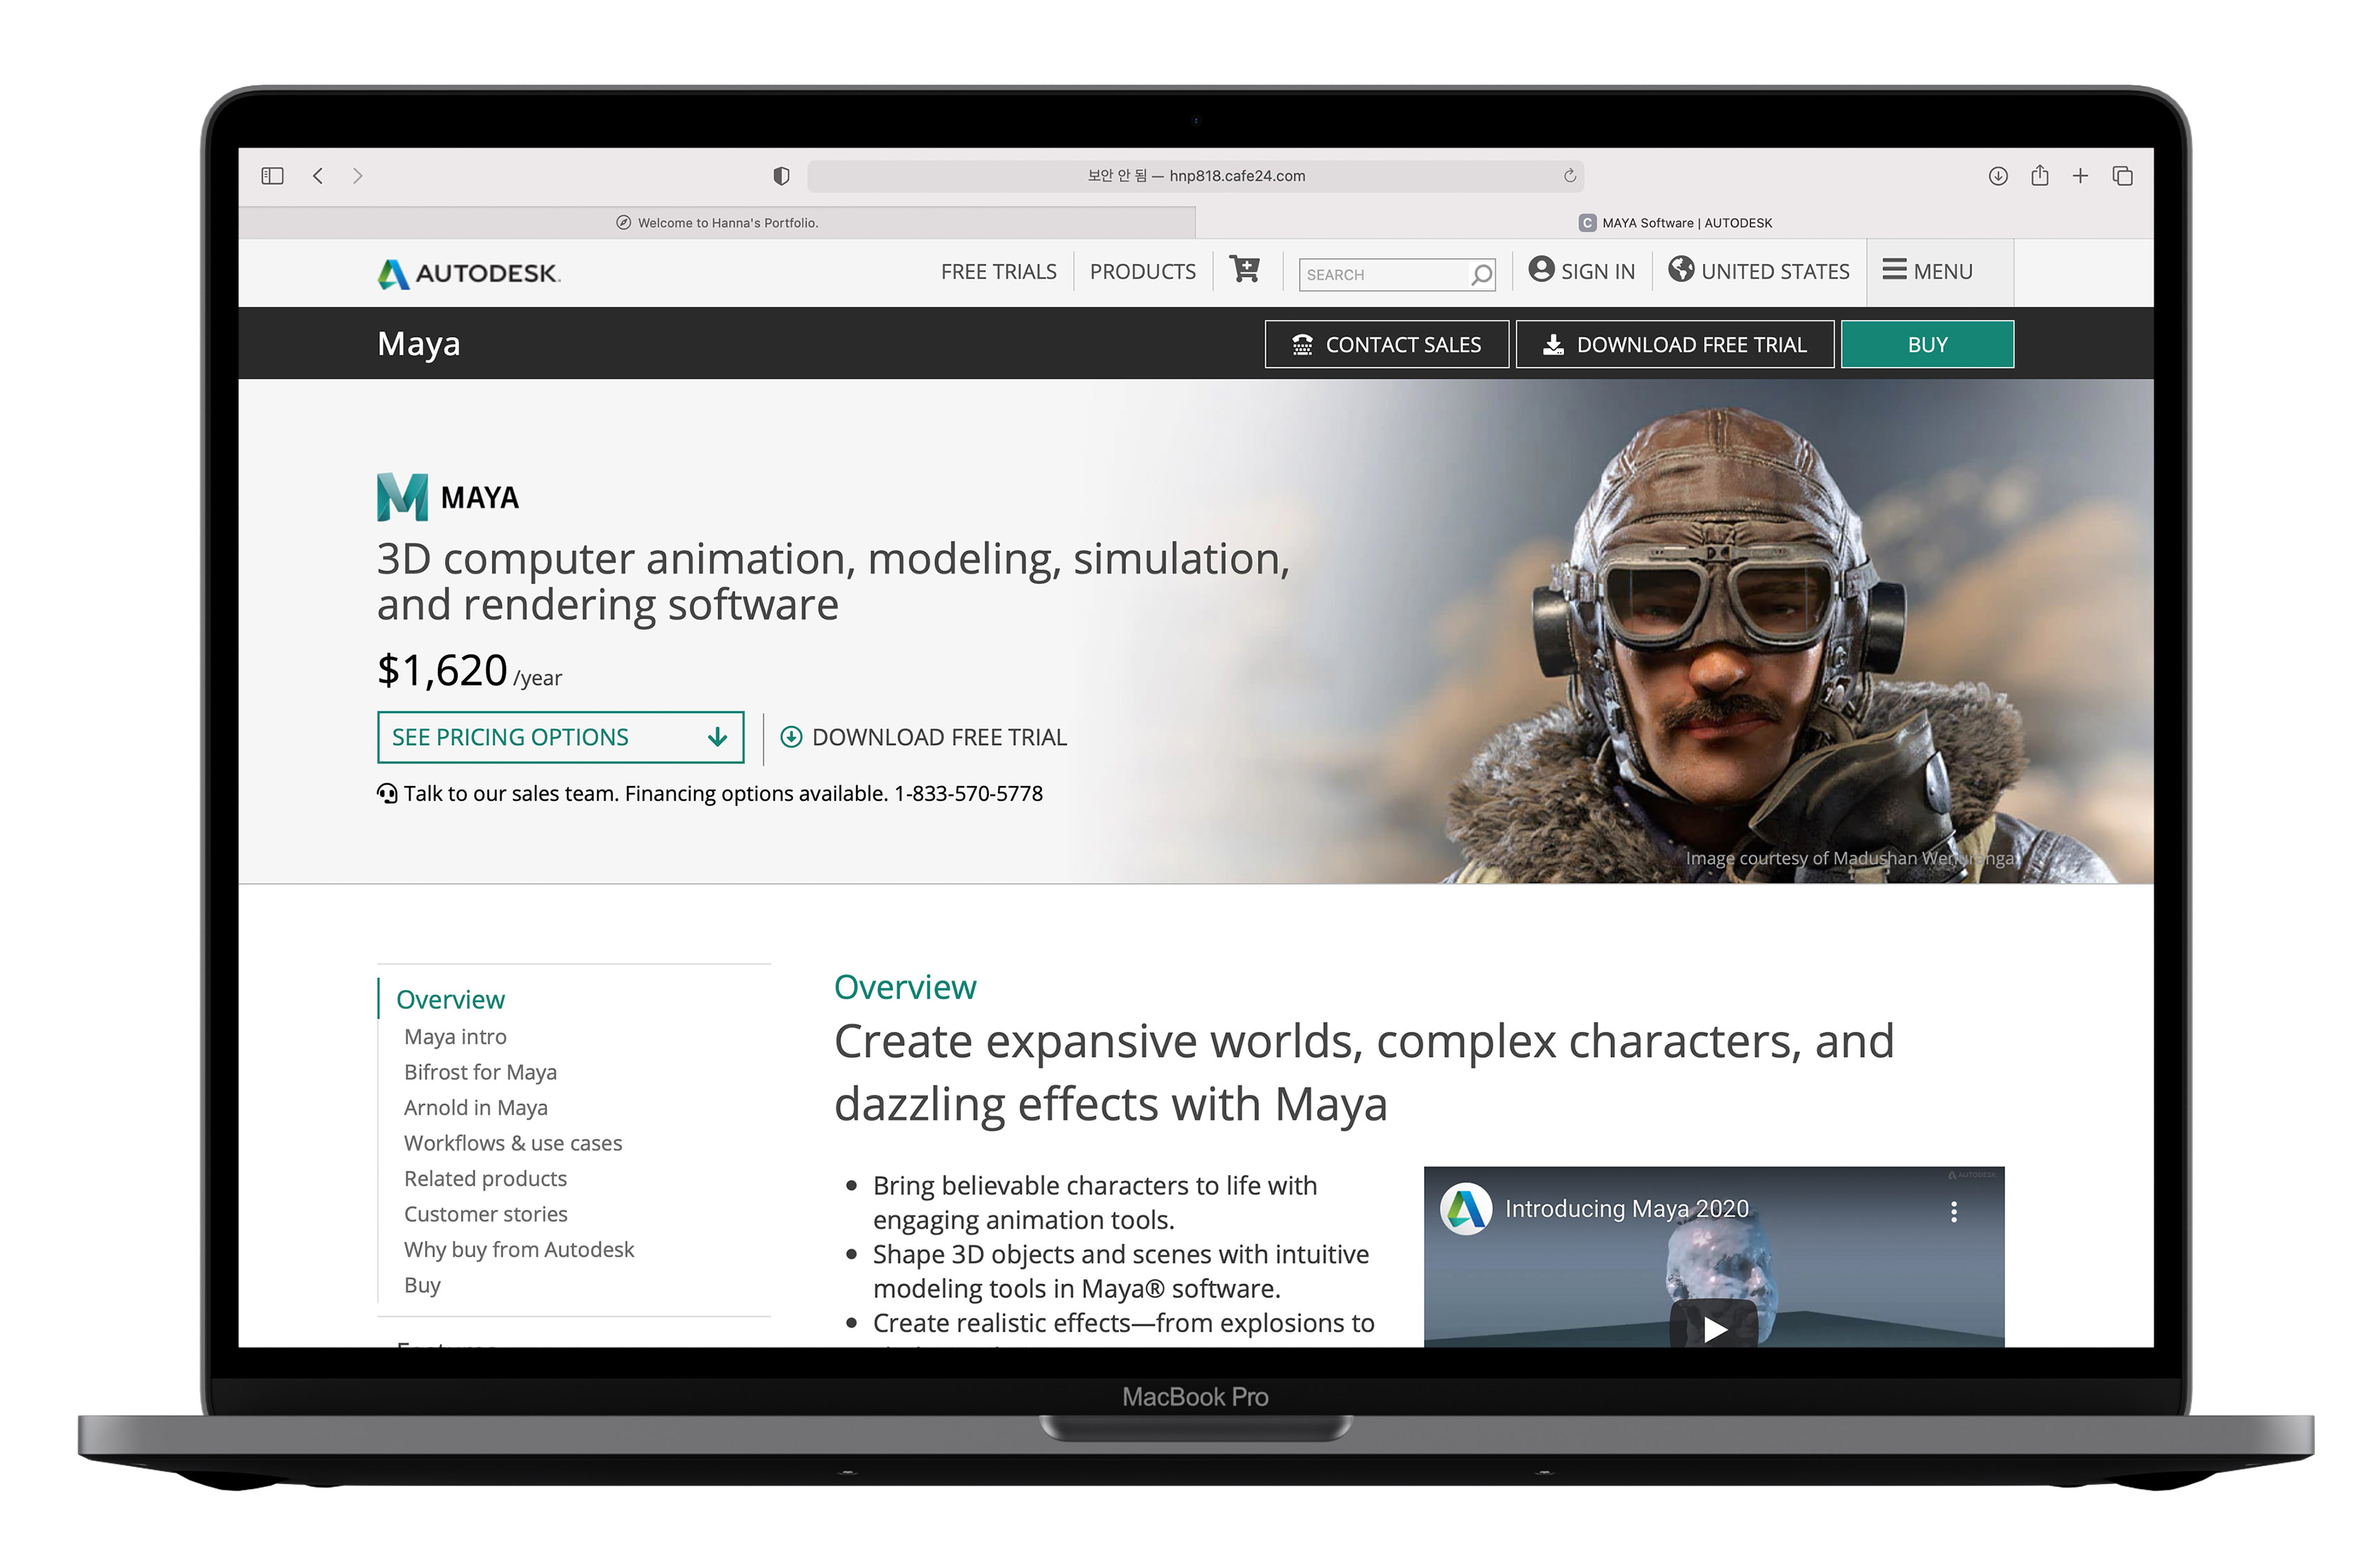 보안 안 됨 — hnp818.cafe24.com
Welcome to Hanna's Portfolio.
C MAYA Software | AUTODESK
AUTODESK.
FREE TRIALS
PRODUCTS
SEARCH
SIGN IN
UNITED STATES
MENU
Maya
CONTACT SALES
DOWNLOAD FREE TRIAL
BUY
MAYA
3D computer animation, modeling, simulation,
and rendering software
$1,620 /year
SEE PRICING OPTIONS
DOWNLOAD FREE TRIAL
Talk to our sales team. Financing options available. 1-833-570-5778
Image courtesy of Madushan
Overview
Maya intro
Bifrost for Maya
Arnold in Maya
Workflows & use cases
Related products
Customer stories
Why buy from Autodesk
Buy
Overview
Create expansive worlds, complex characters, and
dazzling effects with Maya
• Bring believable characters to life with
engaging animation tools.
• Shape 3D objects and scenes with intuitive
modeling tools in Maya® software.
• Create realistic effects—from explosions to
AUTODESK
Introducing Maya 2020
MacBook Pro